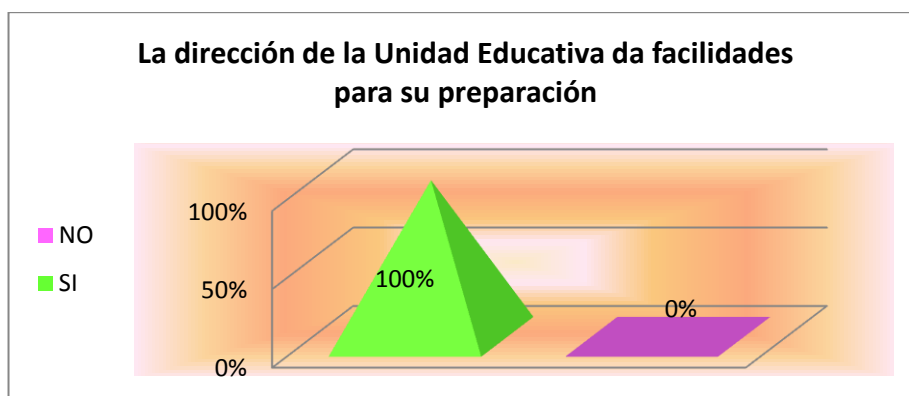 La dirección de la Unidad Educativa da facilidades
para su preparación
NO
SI
100%
50%
0%
100%
0%